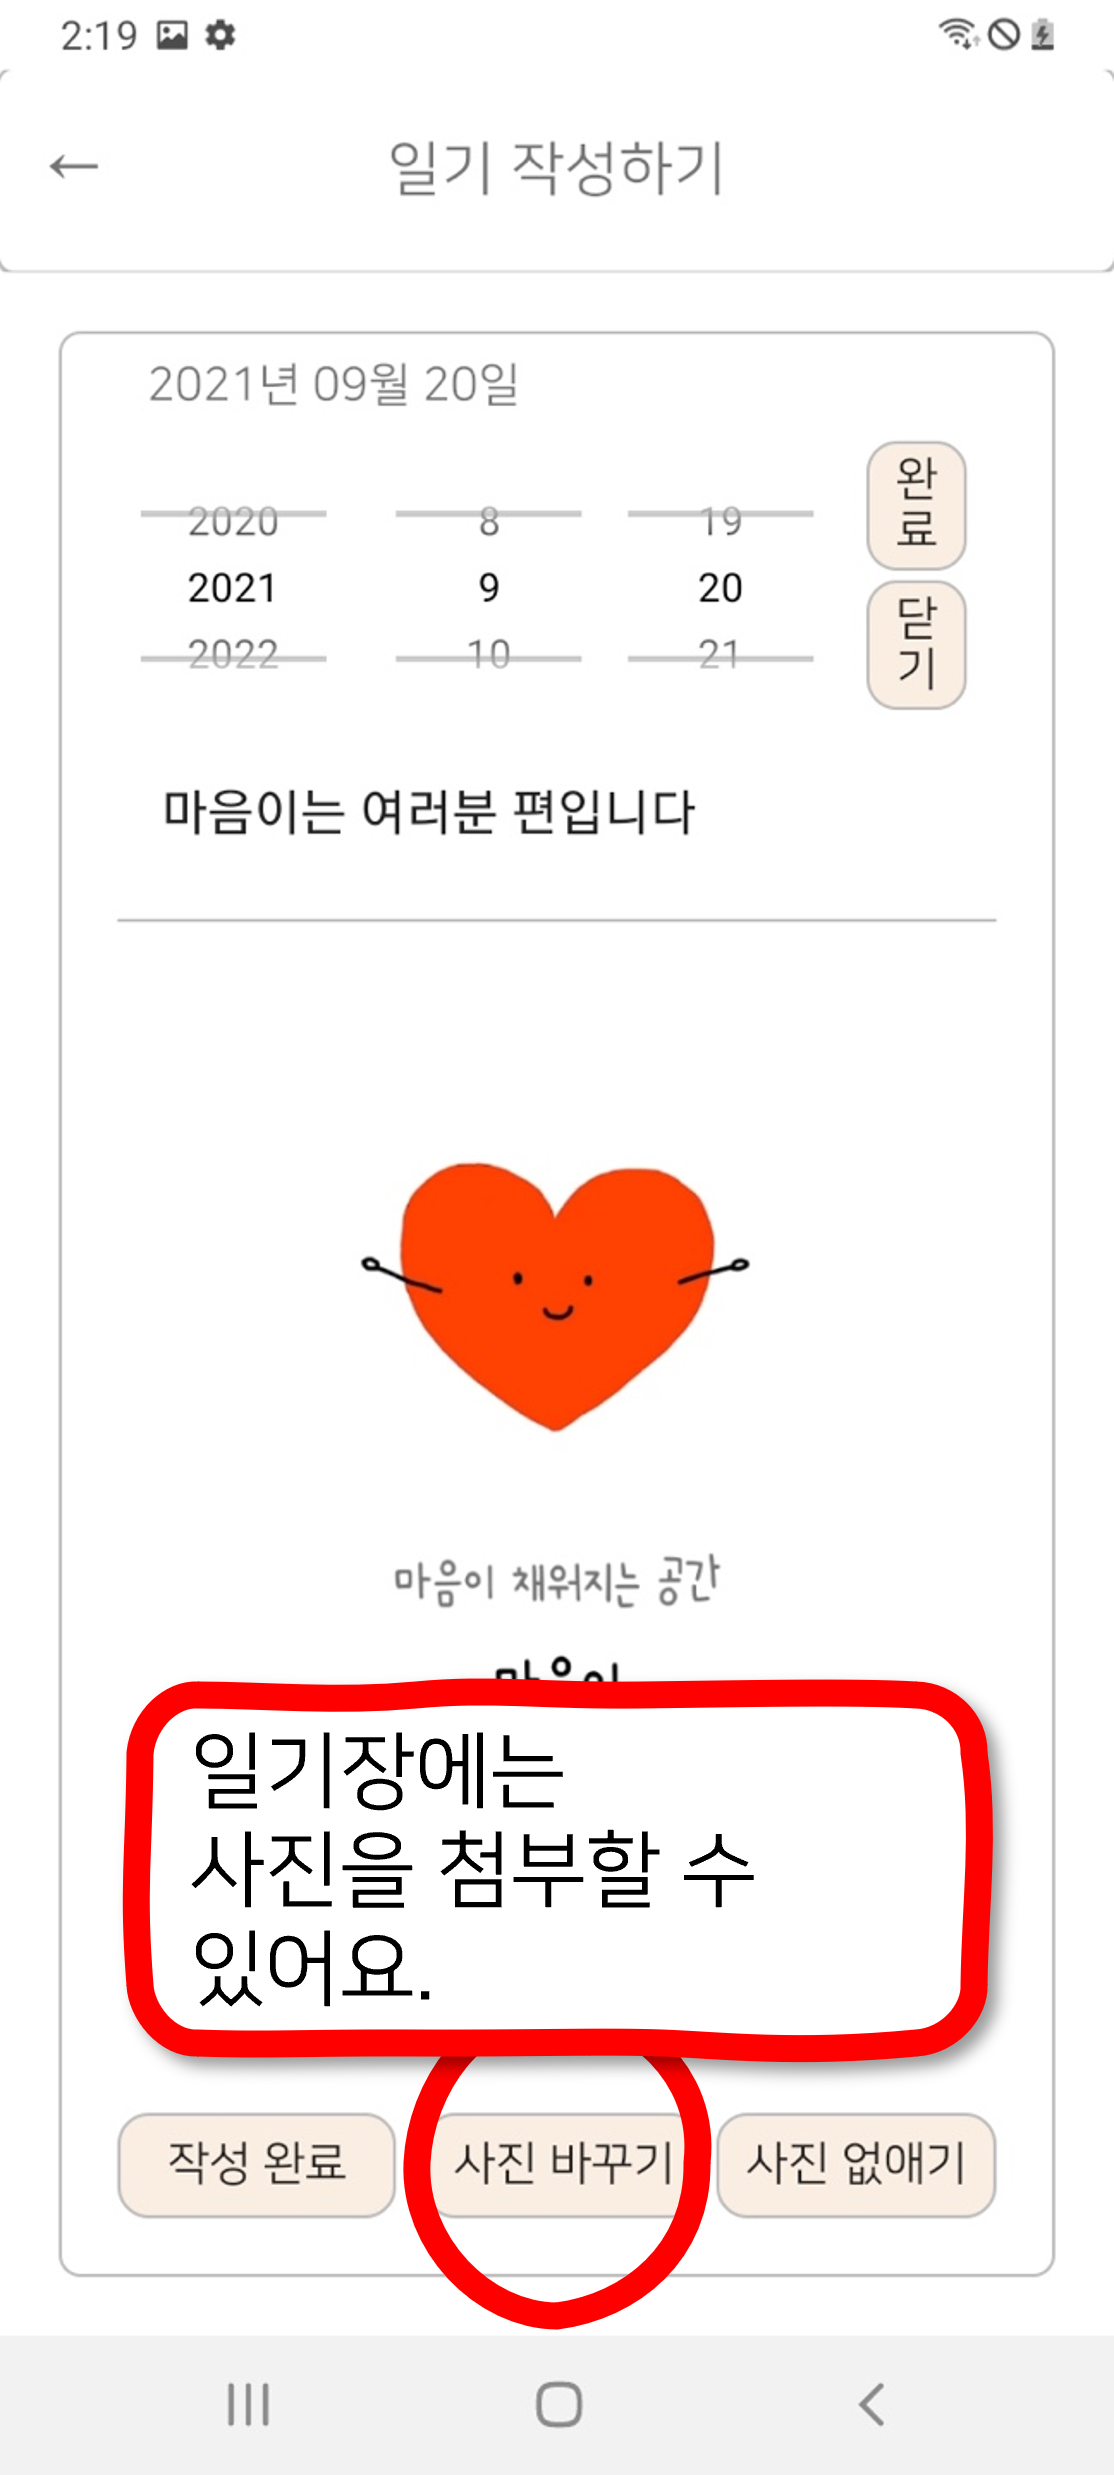 2:19
← 일기 작성하기
2021년 09월 20일
2020 8 19
2021 9 20
2022 10 21
완료
닫기
마음이는 여러분 편입니다
마음이 채워지는 공간
일기장에는
사진을 첨부할 수
있어요.
작성 완료 사진 바꾸기 사진 없애기